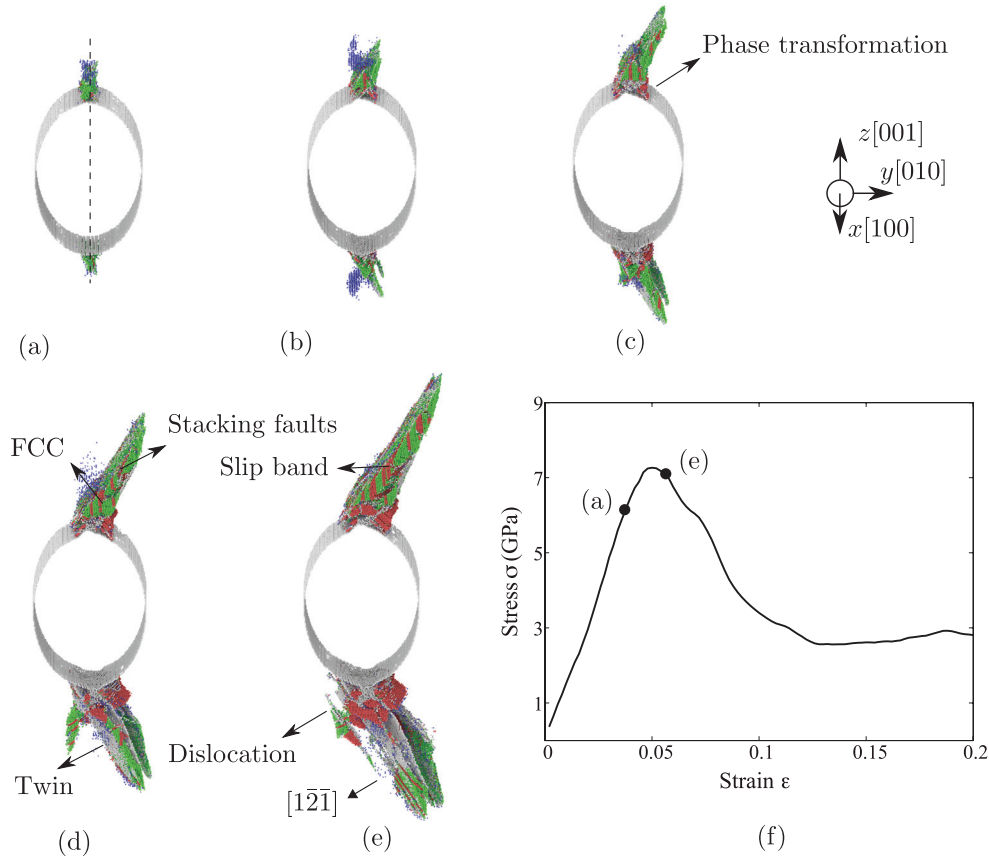 Phase transformation
z[001]
y[010]
x[100]
(a)
(b)
(c)
FCC
Stacking faults
Slip band
Dislocation
Twin
[12̅1̅]
(d)
(e)
9
7
5
3
1
0
0.05
0.1
0.15
0.2
Stress σ (GPa)
Strain ε
(a)
(e)
(f)